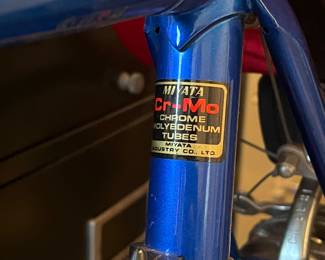 MIYATA
Cr-Mo
CHROME
MOLYBDENUM
TUBES
MIYATA
INDUSTRY CO., LTD.